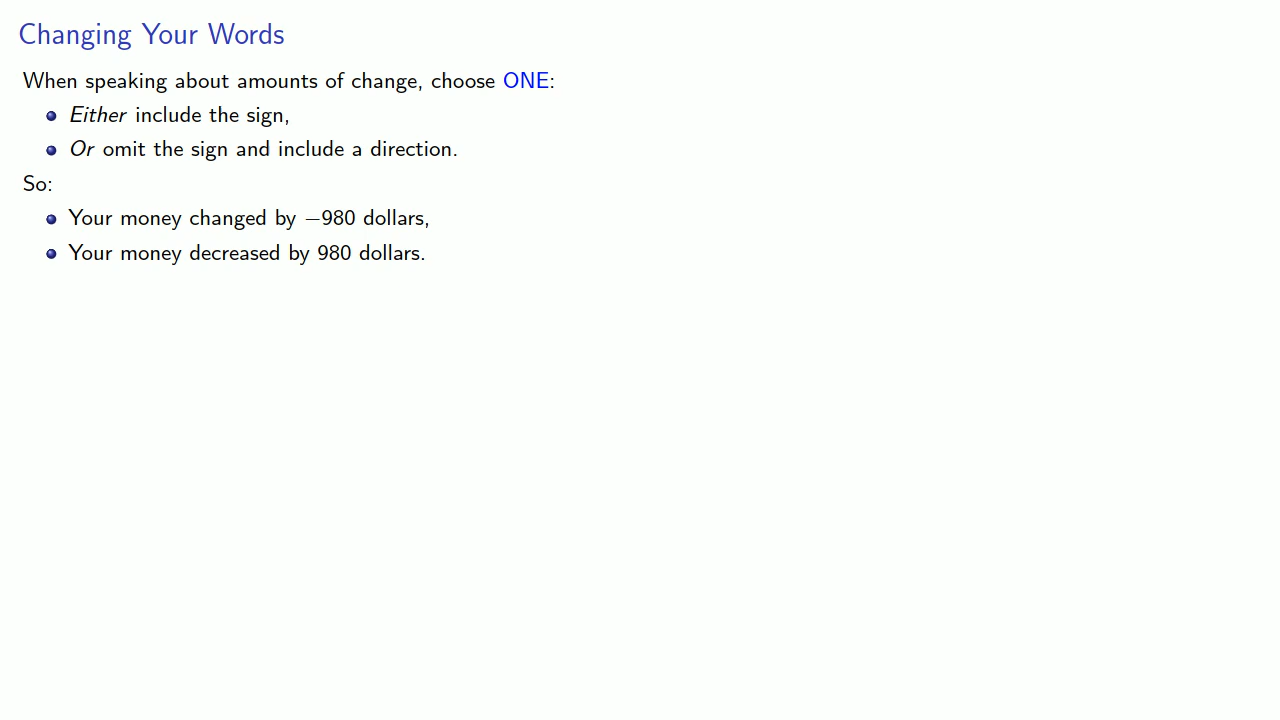 Changing Your Words
When speaking about amounts of change, choose ONE:
Either include the sign,
Or omit the sign and include a direction.
So:
Your money changed by −980 dollars,
Your money decreased by 980 dollars.